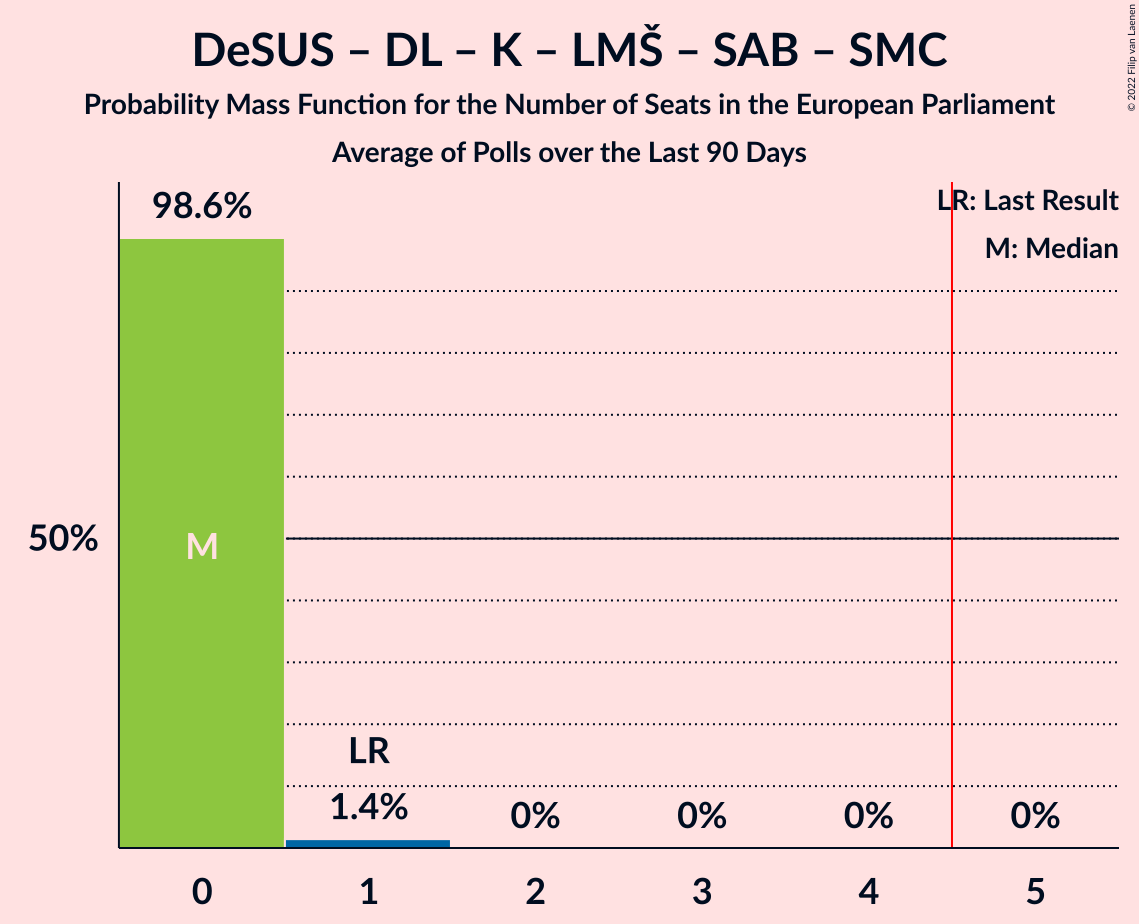 DeSUS – DL – K – LMŠ – SAB – SMC
Probability Mass Function for the Number of Seats in the European Parliament
Average of Polls over the Last 90 Days
© 2022 Filip van Laenen
98.6%
LR: Last Result
M: Median
50%
M
LR
1.4%
0%
0%
0%
0%
0
1
2
3
4
5